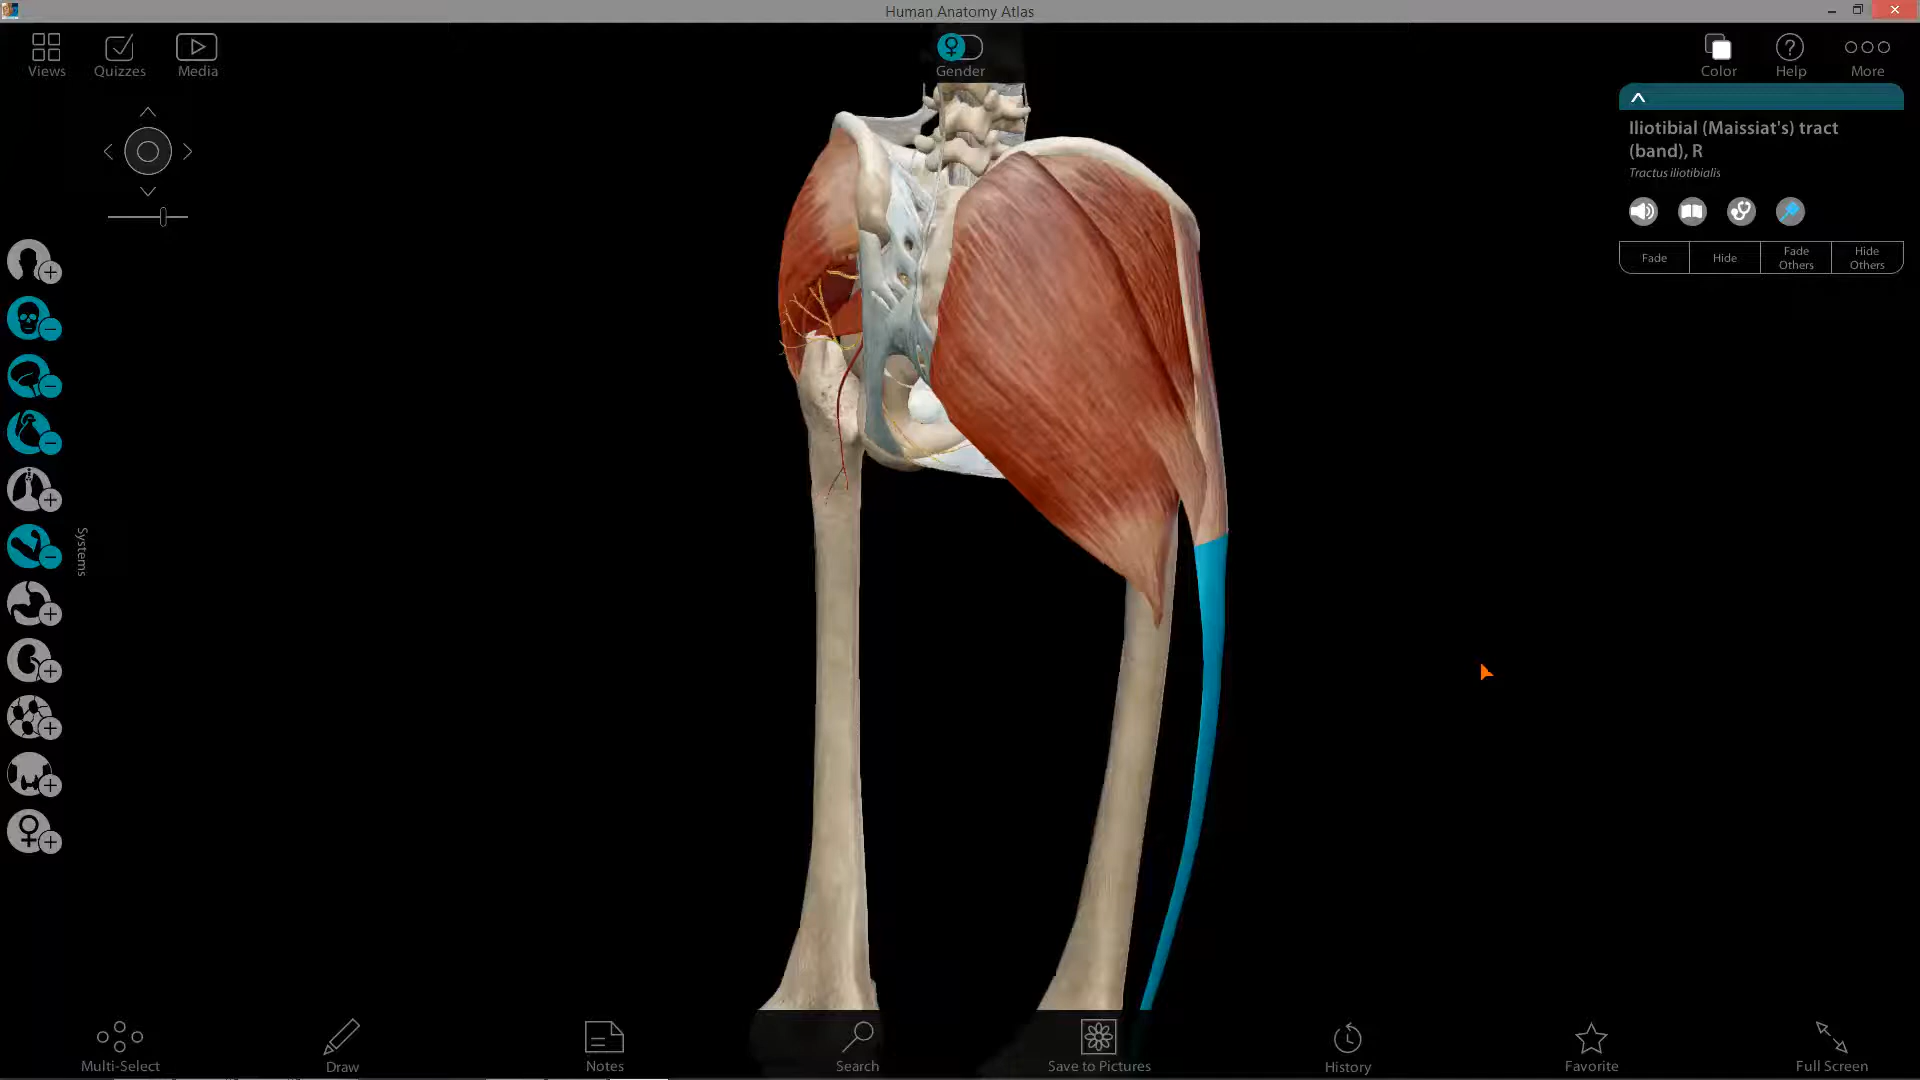 Human Anatomy Atlas
Views
Quizzes
Media
Gender
Color
Help
More
Iliotibial (Maissiat's) tract
(band), R
Tractus iliotibialis
Fade
Hide
Fade
Others
Hide
Others
Systems
Multi-Select
Draw
Notes
Search
Save to Pictures
History
Favorite
Full Screen